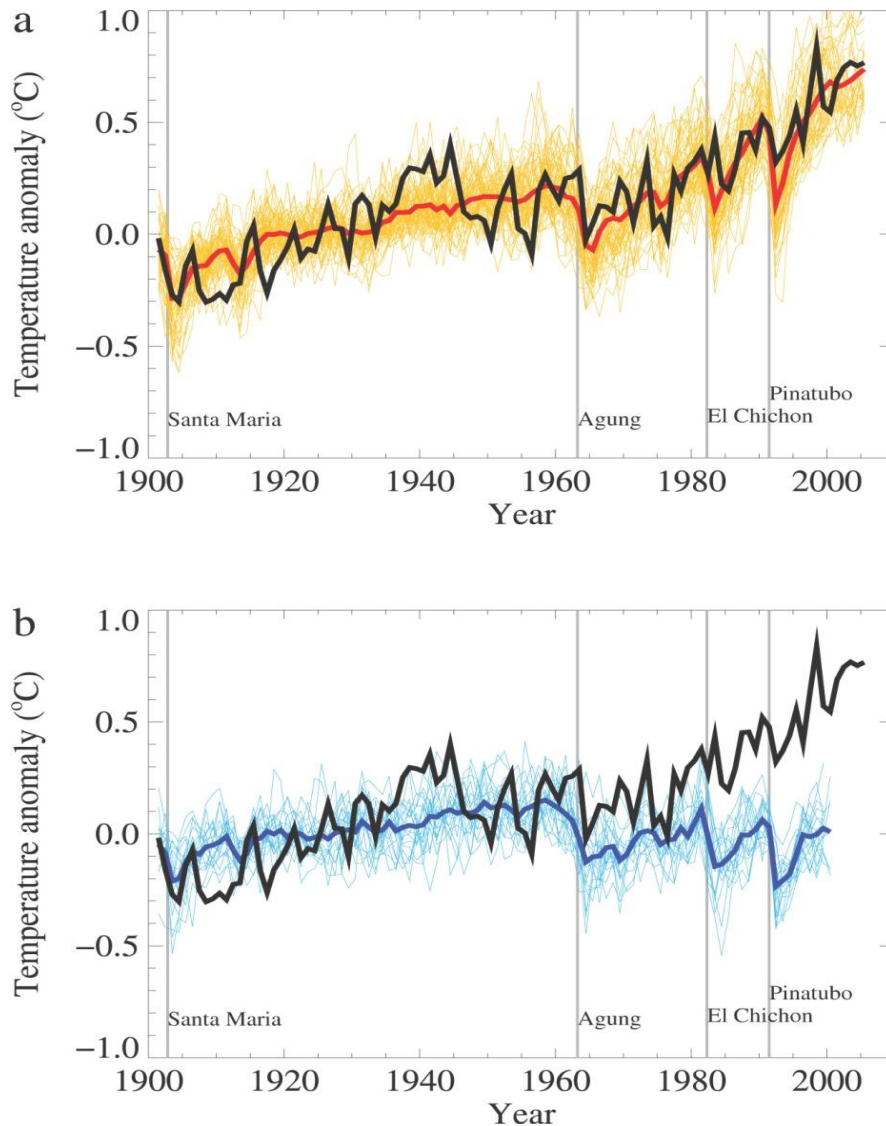 a
Temperature anomaly (°C)
1.0
0.5
0.0
−0.5
−1.0
Santa Maria
Agung
El Chichon
Pinatubo
1900 1920 1940 1960 1980 2000
Year
b
Temperature anomaly (°C)
1.0
0.5
0.0
−0.5
−1.0
Santa Maria
Agung
El Chichon
Pinatubo
1900 1920 1940 1960 1980 2000
Year